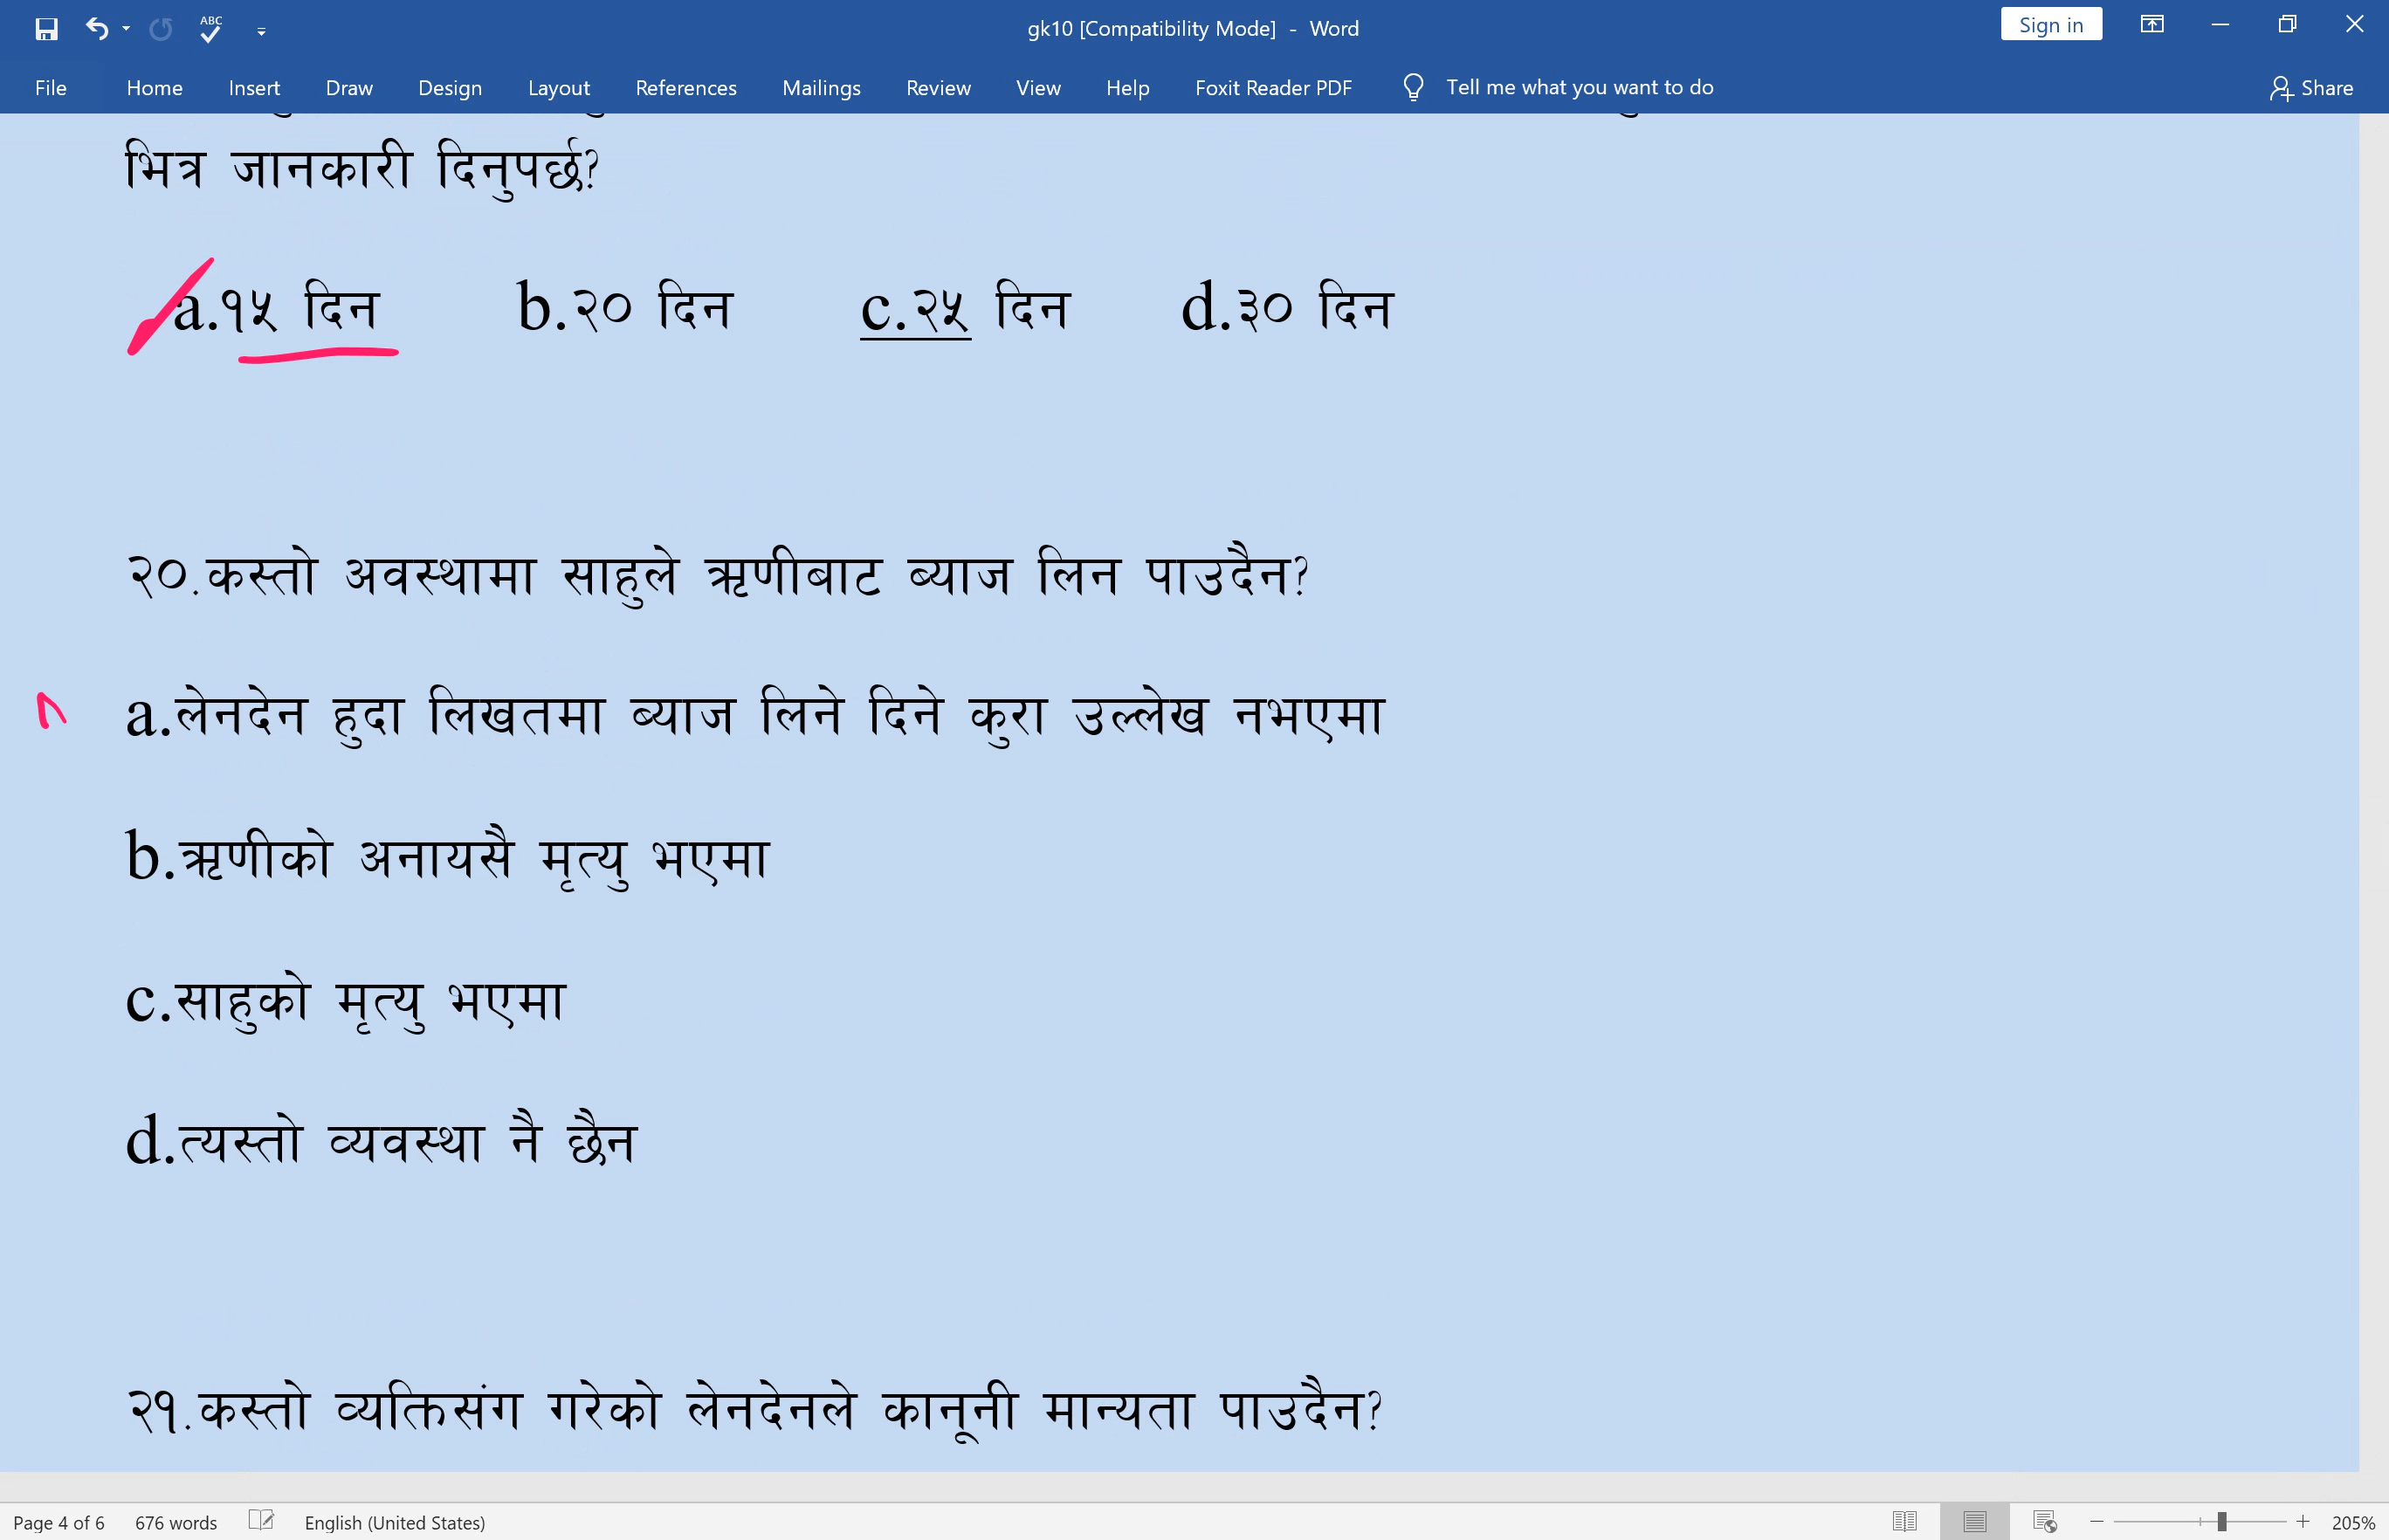 ABC
gk10 [Compatibility Mode] - Word
Sign in
File Home Insert Draw Design Layout References Mailings Review View Help Foxit Reader PDF Tell me what you want to do Share
भित्र जानकारी दिनुपर्छ?
a.१५ दिन b.२० दिन c.२५ दिन d.३० दिन
२०.कस्तो अवस्थामा साहुले ऋणीबाट ब्याज लिन पाउदैन?
a.लेनदेन हुदा लिखतमा ब्याज लिने दिने कुरा उल्लेख नभएमा
b.ऋणीको अनायसै मृत्यु भएमा
c.साहुको मृत्यु भएमा
d.त्यस्तो व्यवस्था नै छैन
२१.कस्तो व्यक्तिसंग गरेको लेनदेनले कानूनी मान्यता पाउदैन?
Page 4 of 6 676 words English (United States) 205%